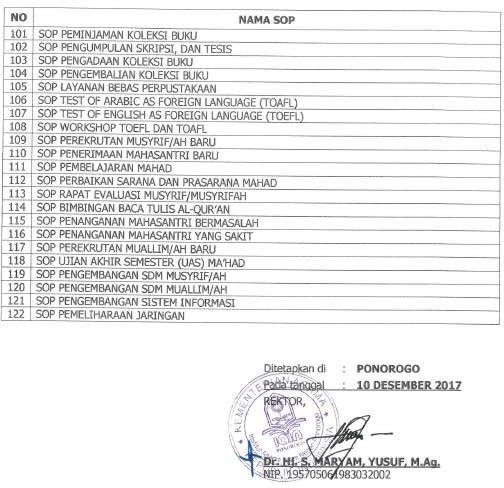 NO NAMA SOP
101 SOP PEMINJAMAN KOLEKSI BUKU
102 SOP PENGUMPULAN SKRIPSI, DAN TESIS
103 SOP PENGADAAN KOLEKSI BUKU
104 SOP PENGEMBALIAN KOLEKSI BUKU
105 SOP LAYANAN BEBAS PERPUSTAKAAN
106 SOP TEST OF ARABIC AS FOREIGN LANGUAGE (TOAFL)
107 SOP TEST OF ENGLISH AS FOREIGN LANGUAGE (TOEFL)
108 SOP WORKSHOP TOEFL DAN TOAFL
109 SOP PEREKRUTAN MUSYRIF/AH BARU
110 SOP PENERIMAAN MAHASANTRI BARU
111 SOP PEMBELAJARAN MAHAD
112 SOP PERBAIKAN SARANA DAN PRASARANA MAHAD
113 SOP RAPAT EVALUASI MUSYRIF/MUSYRIFAH
114 SOP BIMBINGAN BACA TULIS AL-QUR'AN
115 SOP PENANGANAN MAHASANTRI BERMASALAH
116 SOP PENANGANAN MAHASANTRI YANG SAKIT
117 SOP PEREKRUTAN MUALLIM/AH BARU
118 SOP UJIAN AKHIR SEMESTER (UAS) MA'HAD
119 SOP PENGEMBANGAN SDM MUSYRIF/AH
120 SOP PENGEMBANGAN SDM MUALLIM/AH
121 SOP PENGEMBANGAN SISTEM INFORMASI
122 SOP PEMELIHARAAN JARINGAN
Ditetapkan di : PONOROGO
Pada tanggal : 10 DESEMBER 2017
REKTOR,
KEMENTERIAN AGAMA
iain
PONOROGO
Dr. Hj. S. MARYAM, YUSUF, M.Ag.
NIP. 195705061983032002